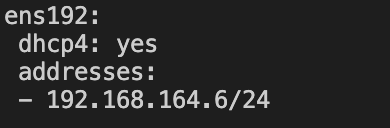 ens192:
 dhcp4: yes
 addresses:
 - 192.168.164.6/24